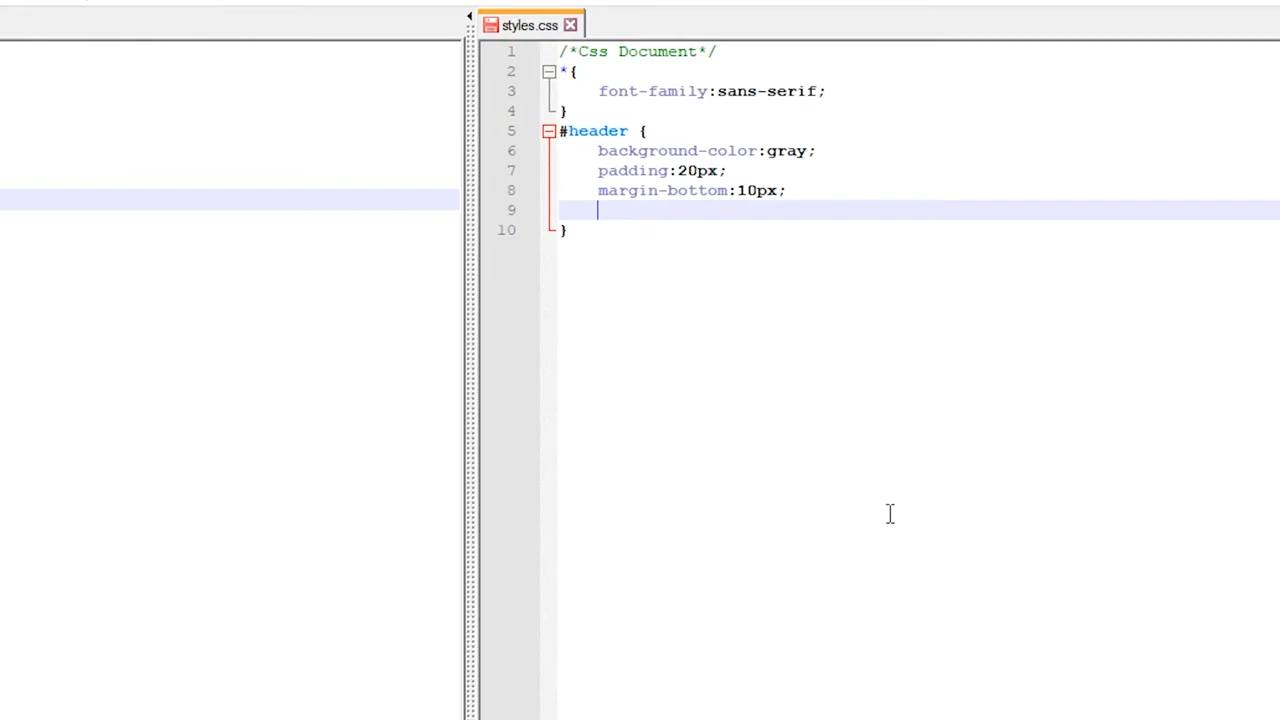 styles.css
1 /*Css Document*/
2 *{
3 font-family:sans-serif;
4 }
5 #header {
6 background-color:gray;
7 padding:20px;
8 margin-bottom:10px;
9
10 }